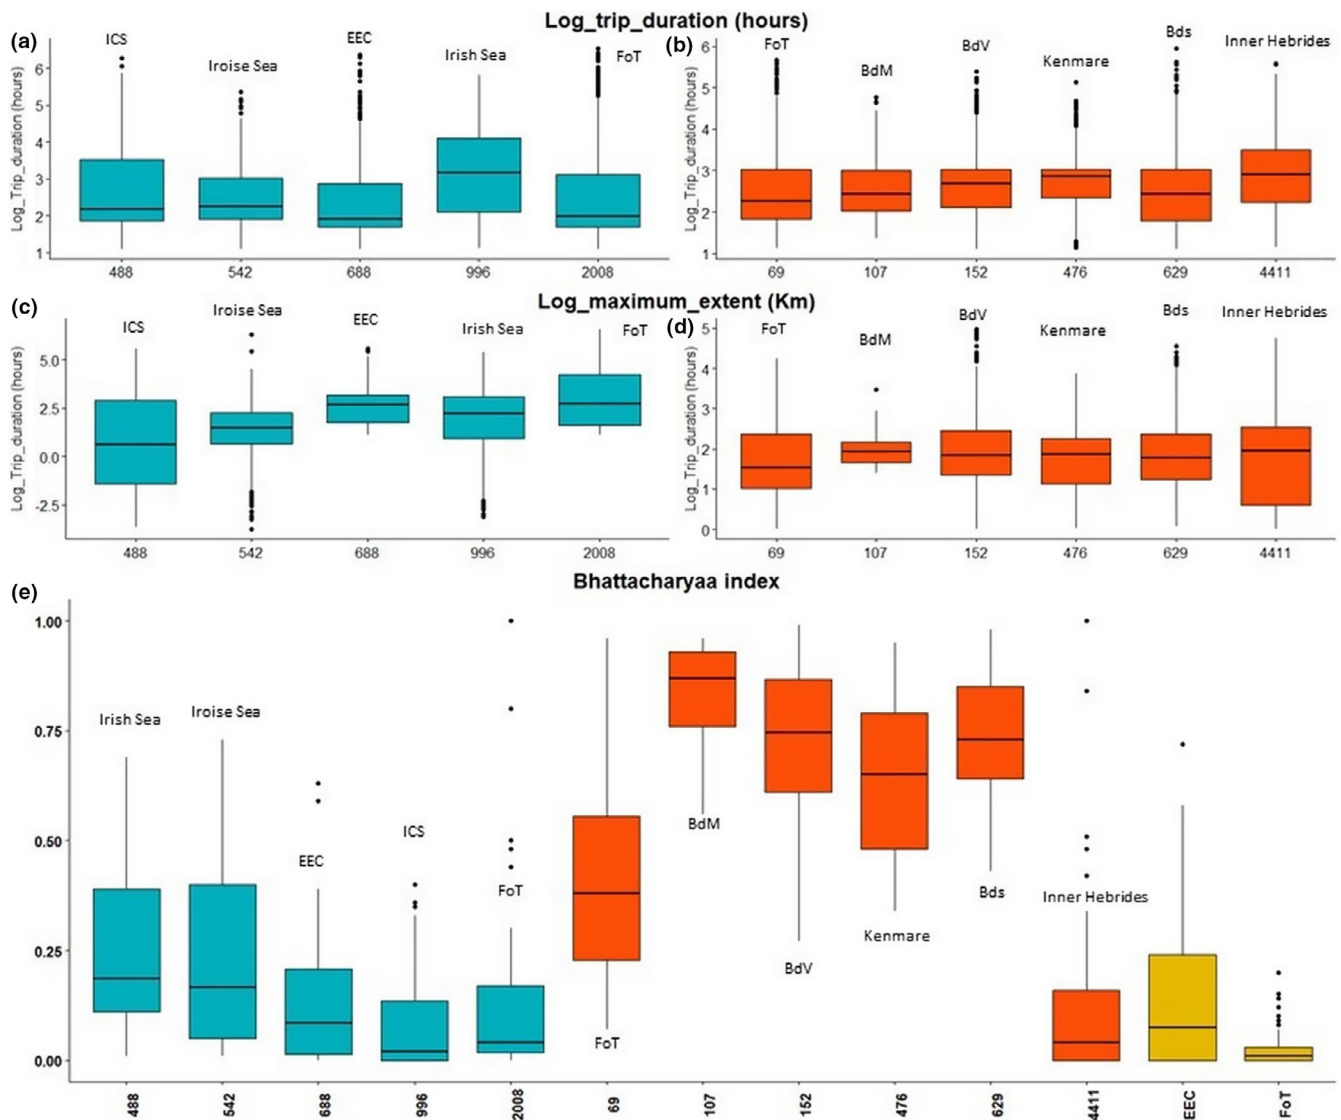 Log_trip_duration (hours)
(a)
ICS
Iroise Sea
EEC
Irish Sea
FoT
Log_Trip_duration (hours)
6
5
4
3
2
1
488
542
688
996
2008
(b)
FoT
BdM
BdV
Kenmare
Bds
Inner Hebrides
Log_Trip_duration (hours)
6
5
4
3
2
1
69
107
152
476
629
4411
Log_maximum_extent (Km)
(c)
ICS
Iroise Sea
EEC
Irish Sea
FoT
Log_Trip_duration (hours)
5.0
2.5
0.0
-2.5
488
542
688
996
2008
(d)
FoT
BdM
BdV
Kenmare
Bds
Inner Hebrides
Log_Trip_duration (hours)
5
4
3
2
1
0
69
107
152
476
629
4411
Bhattacharyaa index
(e)
1.00
0.75
0.50
0.25
0.00
Irish Sea
Iroise Sea
EEC
ICS
FoT
FoT
BdM
BdV
Kenmare
Bds
Inner Hebrides
488
542
688
996
2008
69
107
152
476
629
4411
EEC
FoT